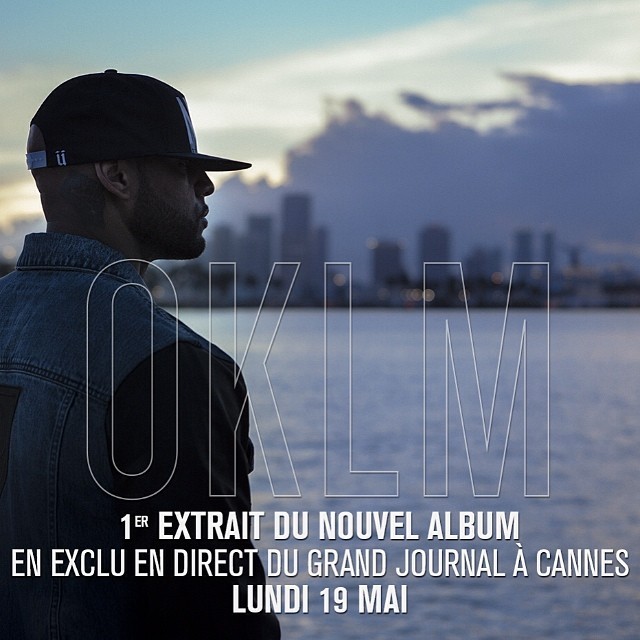 ü
OKLM
1ER EXTRAIT DU NOUVEL ALBUM
EN EXCLU EN DIRECT DU GRAND JOURNAL À CANNES
LUNDI 19 MAI